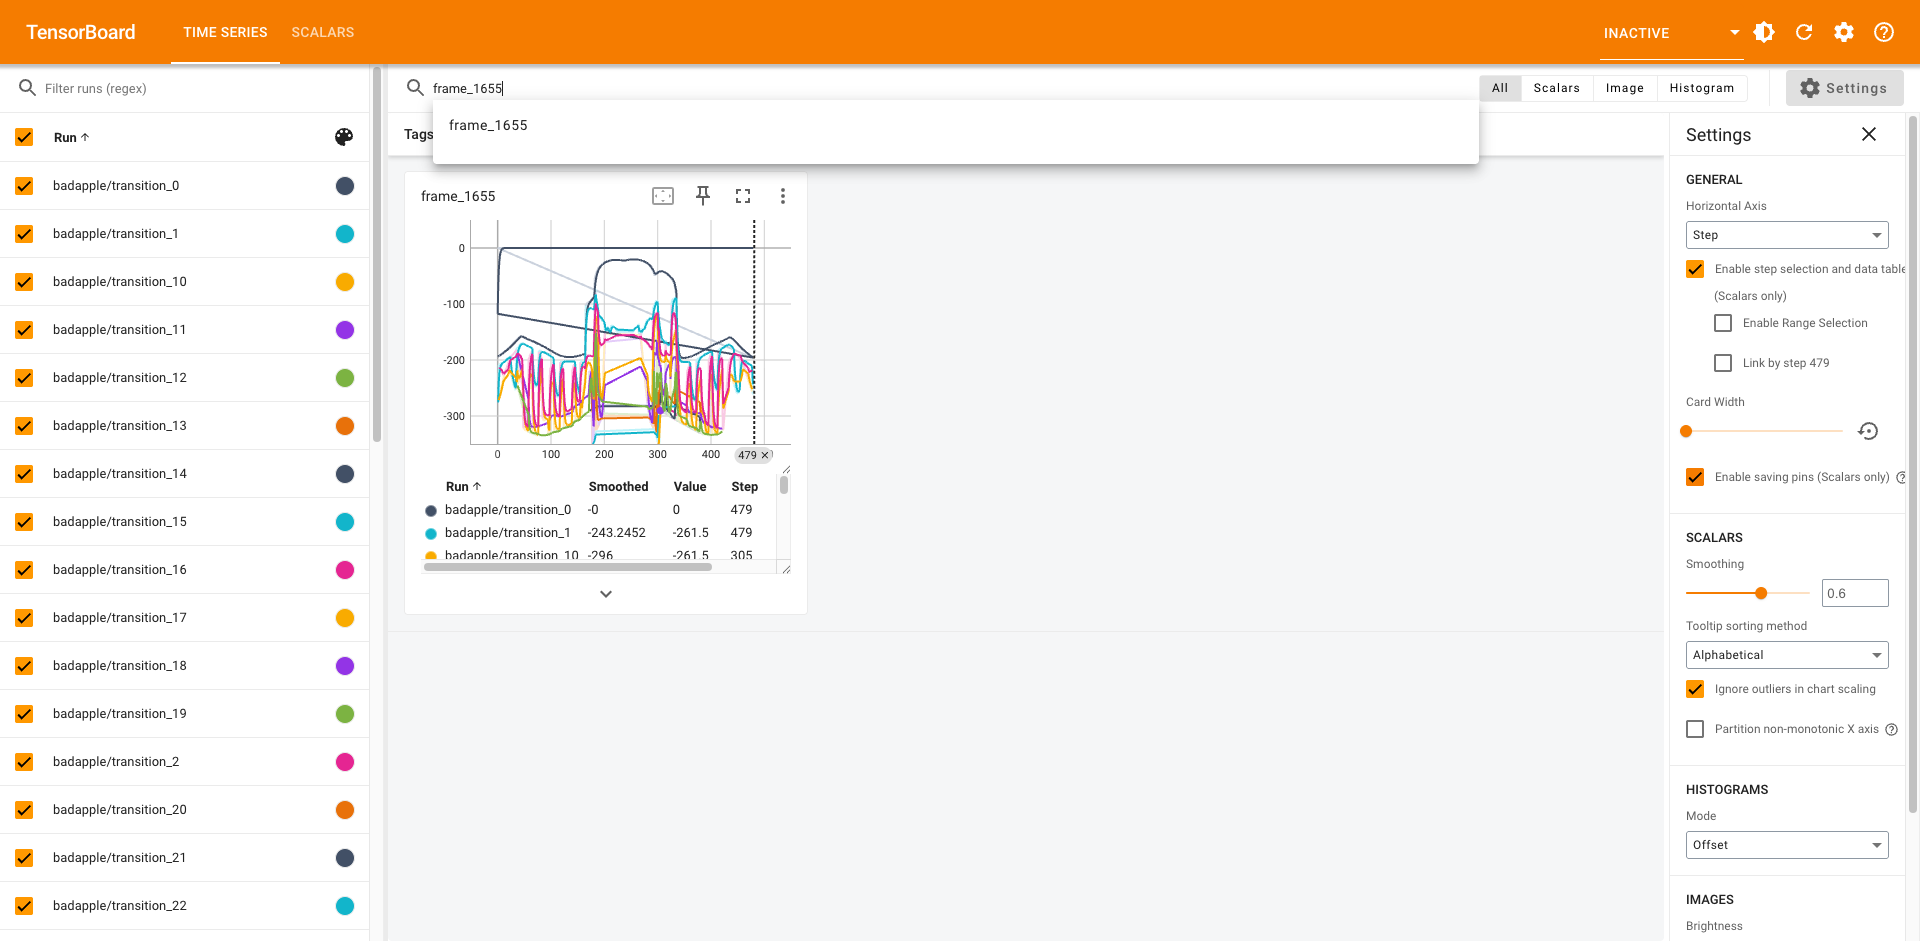 TensorBoard
TIME SERIES
SCALARS
INACTIVE
Filter runs (regex)
frame_1655
All
Scalars
Image
Histogram
Settings
frame_1655
Run
Tags
Settings
badapple/transition_0
badapple/transition_1
badapple/transition_10
badapple/transition_11
badapple/transition_12
badapple/transition_13
badapple/transition_14
badapple/transition_15
badapple/transition_16
badapple/transition_17
badapple/transition_18
badapple/transition_19
badapple/transition_2
badapple/transition_20
badapple/transition_21
badapple/transition_22
frame_1655
0
-100
-200
-300
0 100 200 300 400 479
Run Smoothed Value Step
badapple/transition_0 -0 0 479
badapple/transition_1 -243.2452 -261.5 479
badapple/transition_10 -296 -261.5 305
GENERAL
Horizontal Axis
Step
Enable step selection and data table
(Scalars only)
Enable Range Selection
Link by step 479
Card Width
Enable saving pins (Scalars only)
SCALARS
Smoothing
0.6
Tooltip sorting method
Alphabetical
Ignore outliers in chart scaling
Partition non-monotonic X axis
HISTOGRAMS
Mode
Offset
IMAGES
Brightness